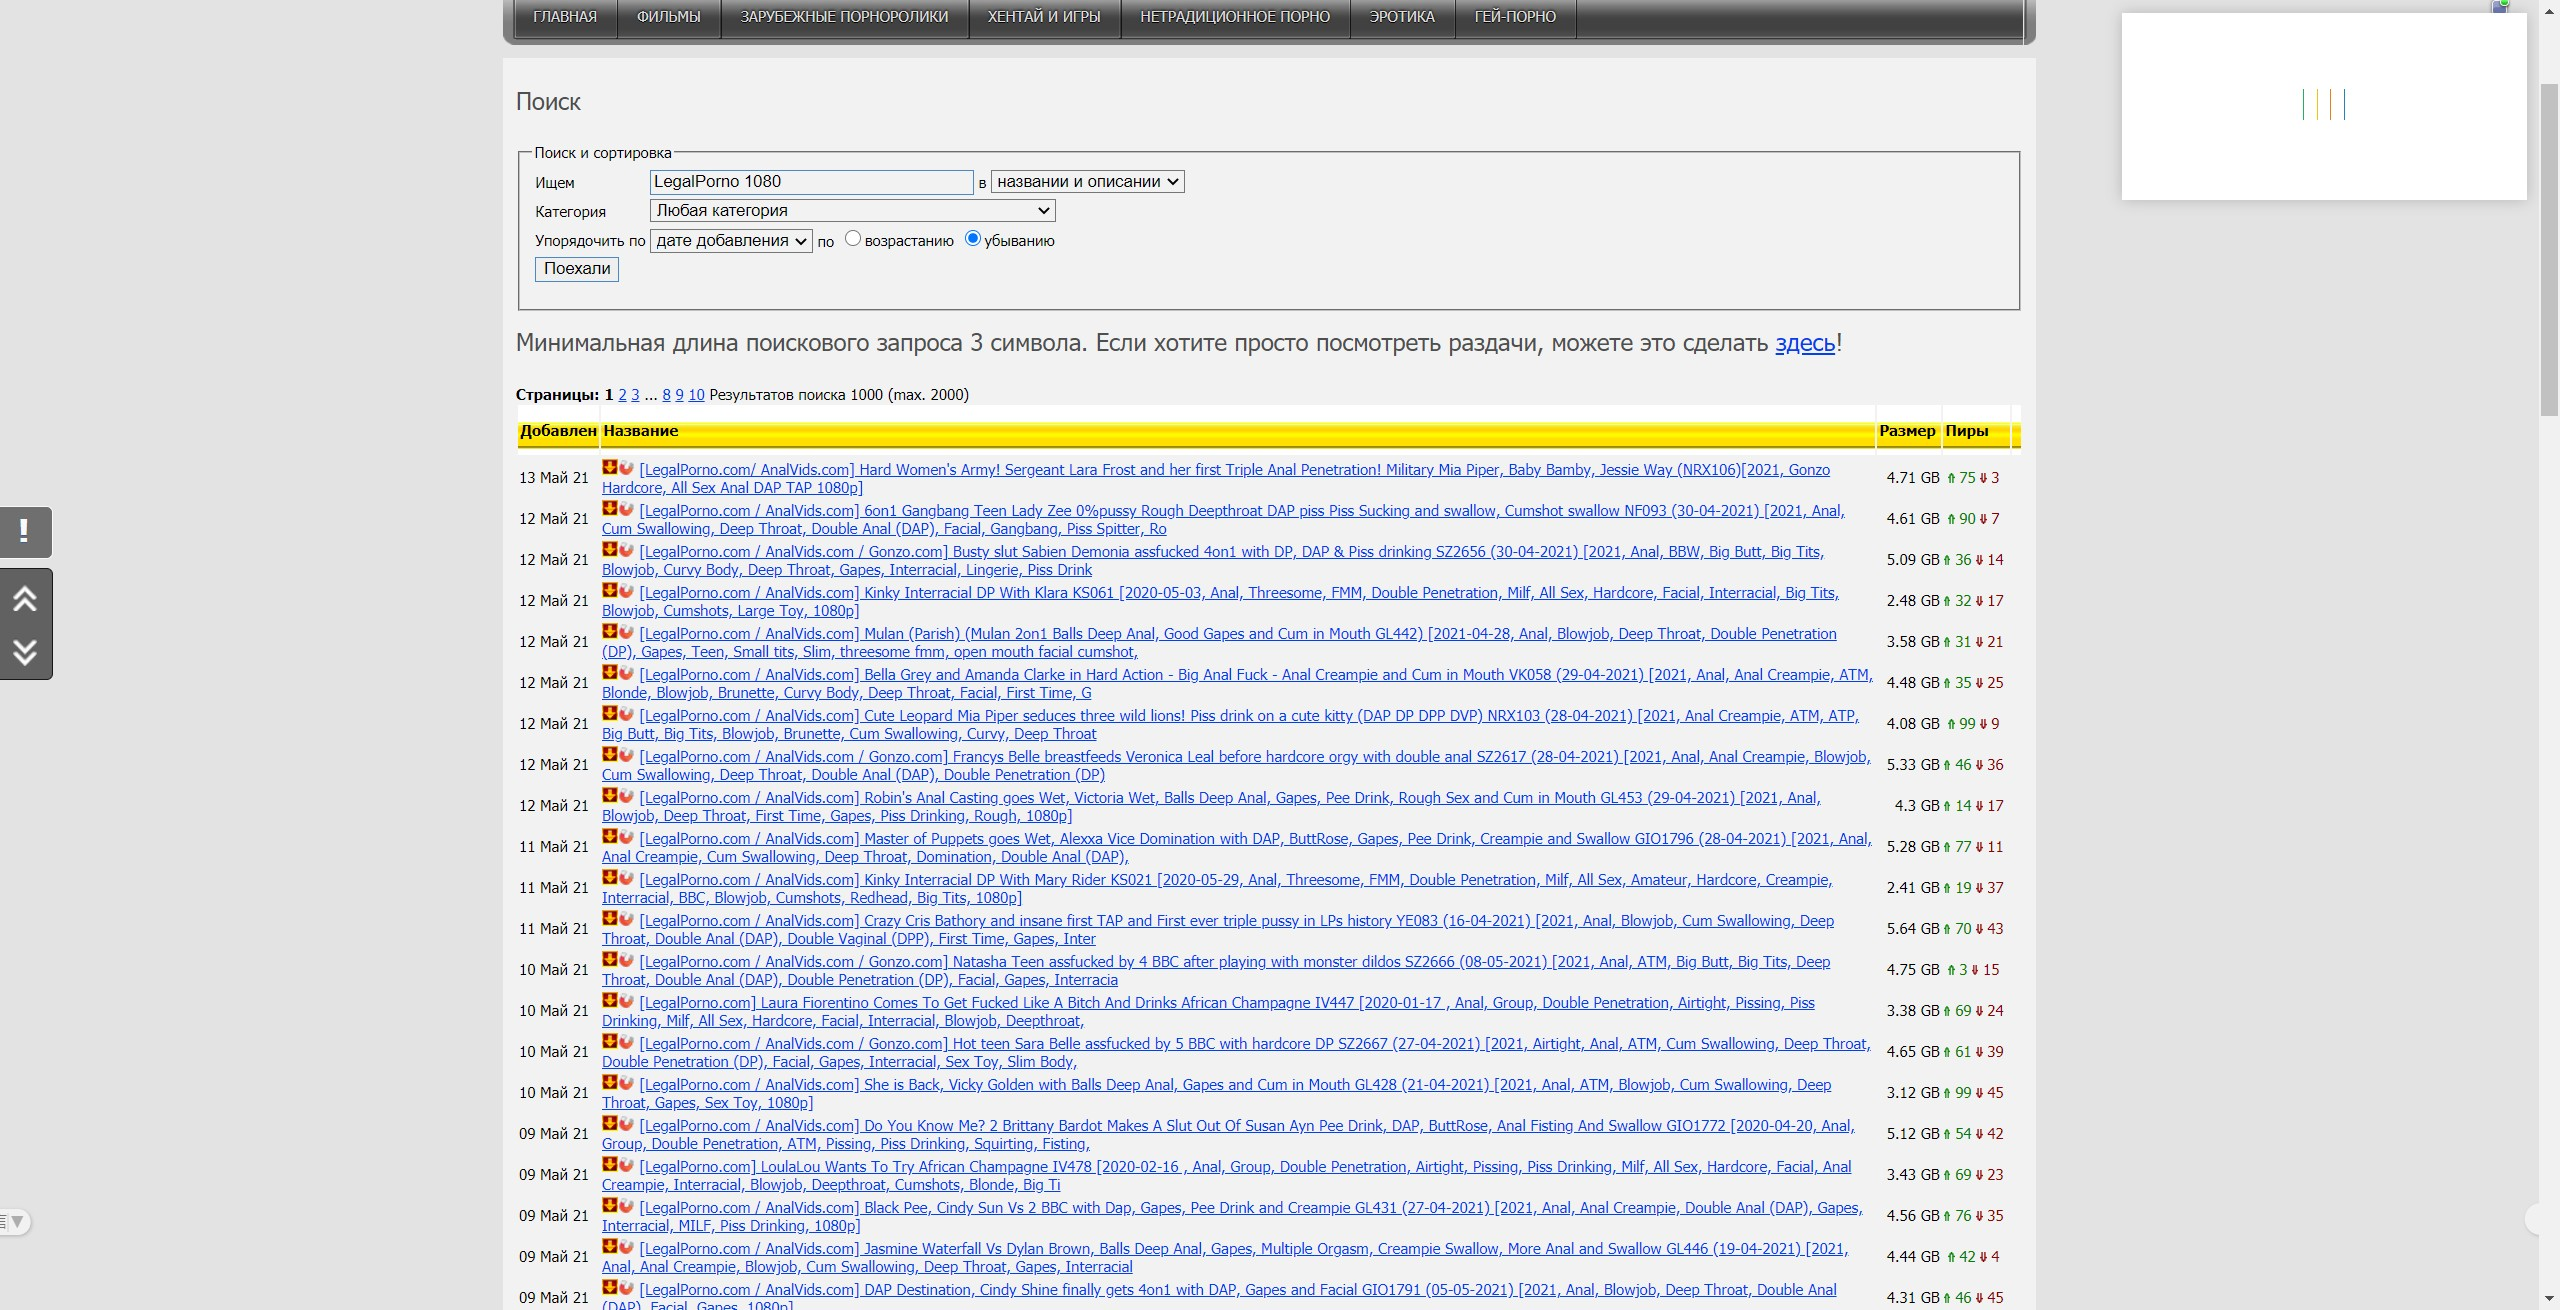 ГЛАВНАЯ ФИЛЬМЫ ЗАРУБЕЖНЫЕ ПОРНОРОЛИКИ ХЕНТАЙ И ИГРЫ НЕТРАДИЦИОННОЕ ПОРНО ЭРОТИКА ГЕЙ-ПОРНО
Поиск
Поиск и сортировка
Ищем LegalPorno 1080 в названии и описании
Категория Любая категория
Упорядочить по дате добавления по возрастанию убыванию
Поехали
Минимальная длина поискового запроса 3 символа. Если хотите просто посмотреть раздачи, можете это сделать здесь!
Страницы: 1 2 3 ... 8 9 10 Результатов поиска 1000 (max. 2000)
Добавлен Название Размер Пиры
13 Май 21 [LegalPorno.com/ AnalVids.com] Hard Women's Army! Sergeant Lara Frost and her first Triple Anal Penetration! Military Mia Piper, Baby Bamby, Jessie Way (NRX106)[2021, Gonzo 4.71 GB 75 3
Hardcore, All Sex Anal DAP TAP 1080p]
12 Май 21 [LegalPorno.com / AnalVids.com] 6on1 Gangbang Teen Lady Zee 0%pussy Rough Deepthroat DAP piss Piss Sucking and swallow, Cumshot swallow NF093 (30-04-2021) [2021, Anal, 4.61 GB 90 7
Cum Swallowing, Deep Throat, Double Anal (DAP), Facial, Gangbang, Piss Spitter, Ro
12 Май 21 [LegalPorno.com / AnalVids.com / Gonzo.com] Busty slut Sabien Demonia assfucked 4on1 with DP, DAP & Piss drinking SZ2656 (30-04-2021) [2021, Anal, BBW, Big Butt, Big Tits, 5.09 GB 36 14
Blowjob, Curvy Body, Deep Throat, Gapes, Interracial, Lingerie, Piss Drink
12 Май 21 [LegalPorno.com / AnalVids.com] Kinky Interracial DP With Klara KS061 [2020-05-03, Anal, Threesome, FMM, Double Penetration, Milf, All Sex, Hardcore, Facial, Interracial, Big Tits, 2.48 GB 32 17
Blowjob, Cumshots, Large Toy, 1080p]
12 Май 21 [LegalPorno.com / AnalVids.com] Mulan (Parish) (Mulan 2on1 Balls Deep Anal, Good Gapes and Cum in Mouth GL442) [2021-04-28, Anal, Blowjob, Deep Throat, Double Penetration 3.58 GB 31 21
(DP), Gapes, Teen, Small tits, Slim, threesome fmm, open mouth facial cumshot,
12 Май 21 [LegalPorno.com / AnalVids.com] Bella Grey and Amanda Clarke in Hard Action - Big Anal Fuck - Anal Creampie and Cum in Mouth VK058 (29-04-2021) [2021, Anal, Anal Creampie, ATM, 4.48 GB 35 25
Blonde, Blowjob, Brunette, Curvy Body, Deep Throat, Facial, First Time, G
12 Май 21 [LegalPorno.com / AnalVids.com] Cute Leopard Mia Piper seduces three wild lions! Piss drink on a cute kitty (DAP DP DPP DVP) NRX103 (28-04-2021) [2021, Anal Creampie, ATM, ATP, 4.08 GB 99 9
Big Butt, Big Tits, Blowjob, Brunette, Cum Swallowing, Curvy, Deep Throat
12 Май 21 [LegalPorno.com / AnalVids.com / Gonzo.com] Francys Belle breastfeeds Veronica Leal before hardcore orgy with double anal SZ2617 (28-04-2021) [2021, Anal, Anal Creampie, Blowjob, 5.33 GB 46 36
Cum Swallowing, Deep Throat, Double Anal (DAP), Double Penetration (DP)
12 Май 21 [LegalPorno.com / AnalVids.com] Robin's Anal Casting goes Wet, Victoria Wet, Balls Deep Anal, Gapes, Pee Drink, Rough Sex and Cum in Mouth GL453 (29-04-2021) [2021, Anal, 4.3 GB 14 17
Blowjob, Deep Throat, First Time, Gapes, Piss Drinking, Rough, 1080p]
11 Май 21 [LegalPorno.com / AnalVids.com] Master of Puppets goes Wet, Alexxa Vice Domination with DAP, ButtRose, Gapes, Pee Drink, Creampie and Swallow GIO1796 (28-04-2021) [2021, Anal, 5.28 GB 77 11
Anal Creampie, Cum Swallowing, Deep Throat, Domination, Double Anal (DAP),
11 Май 21 [LegalPorno.com / AnalVids.com] Kinky Interracial DP With Mary Rider KS021 [2020-05-29, Anal, Threesome, FMM, Double Penetration, Milf, All Sex, Amateur, Hardcore, Creampie, 2.41 GB 19 37
Interracial, BBC, Blowjob, Cumshots, Redhead, Big Tits, 1080p]
11 Май 21 [LegalPorno.com / AnalVids.com] Crazy Cris Bathory and insane first TAP and First ever triple pussy in LPs history YE083 (16-04-2021) [2021, Anal, Blowjob, Cum Swallowing, Deep 5.64 GB 70 43
Throat, Double Anal (DAP), Double Vaginal (DPP), First Time, Gapes, Inter
10 Май 21 [LegalPorno.com / AnalVids.com / Gonzo.com] Natasha Teen assfucked by 4 BBC after playing with monster dildos SZ2666 (08-05-2021) [2021, Anal, ATM, Big Butt, Big Tits, Deep 4.75 GB 3 15
Throat, Double Anal (DAP), Double Penetration (DP), Facial, Gapes, Interracia
10 Май 21 [LegalPorno.com] Laura Fiorentino Comes To Get Fucked Like A Bitch And Drinks African Champagne IV447 [2020-01-17 , Anal, Group, Double Penetration, Airtight, Pissing, Piss 3.38 GB 69 24
Drinking, Milf, All Sex, Hardcore, Facial, Interracial, Blowjob, Deepthroat,
10 Май 21 [LegalPorno.com / AnalVids.com / Gonzo.com] Hot teen Sara Belle assfucked by 5 BBC with hardcore DP SZ2667 (27-04-2021) [2021, Airtight, Anal, ATM, Cum Swallowing, Deep Throat, 4.65 GB 61 39
Double Penetration (DP), Facial, Gapes, Interracial, Sex Toy, Slim Body,
10 Май 21 [LegalPorno.com / AnalVids.com] She is Back, Vicky Golden with Balls Deep Anal, Gapes and Cum in Mouth GL428 (21-04-2021) [2021, Anal, ATM, Blowjob, Cum Swallowing, Deep 3.12 GB 99 45
Throat, Gapes, Sex Toy, 1080p]
09 Май 21 [LegalPorno.com / AnalVids.com] Do You Know Me? 2 Brittany Bardot Makes A Slut Out Of Susan Ayn Pee Drink, DAP, ButtRose, Anal Fisting And Swallow GIO1772 [2020-04-20, Anal, 5.12 GB 54 42
Group, Double Penetration, ATM, Pissing, Piss Drinking, Squirting, Fisting,
09 Май 21 [LegalPorno.com] LoulaLou Wants To Try African Champagne IV478 [2020-02-16 , Anal, Group, Double Penetration, Airtight, Pissing, Piss Drinking, Milf, All Sex, Hardcore, Facial, Anal 3.43 GB 69 23
Creampie, Interracial, Blowjob, Deepthroat, Cumshots, Blonde, Big Ti
09 Май 21 [LegalPorno.com / AnalVids.com] Black Pee, Cindy Sun Vs 2 BBC with Dap, Gapes, Pee Drink and Creampie GL431 (27-04-2021) [2021, Anal, Anal Creampie, Double Anal (DAP), Gapes, 4.56 GB 76 35
Interracial, MILF, Piss Drinking, 1080p]
09 Май 21 [LegalPorno.com / AnalVids.com] Jasmine Waterfall Vs Dylan Brown, Balls Deep Anal, Gapes, Multiple Orgasm, Creampie Swallow, More Anal and Swallow GL446 (19-04-2021) [2021, 4.44 GB 42 4
Anal, Anal Creampie, Blowjob, Cum Swallowing, Deep Throat, Gapes, Interracial
09 Май 21 [LegalPorno.com / AnalVids.com] DAP Destination, Cindy Shine finally gets 4on1 with DAP, Gapes and Facial GIO1791 (05-05-2021) [2021, Anal, Blowjob, Deep Throat, Double Anal 4.31 GB 46 45
(DAP), Facial, Gapes, 1080p]